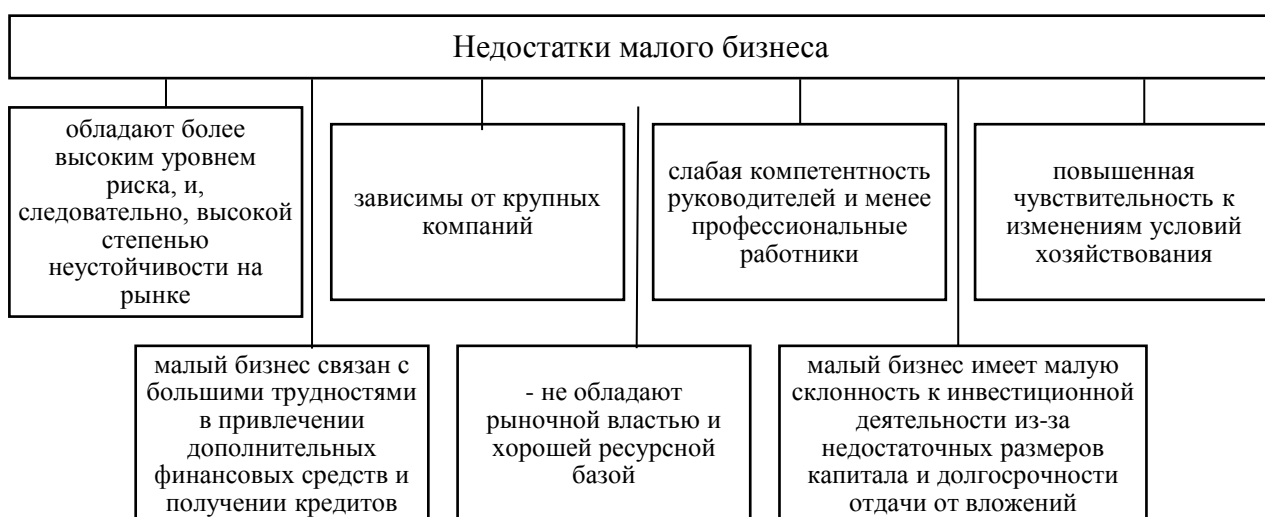 Недостатки малого бизнеса
обладают более
высоким уровнем
риска, и,
следовательно, высокой
степенью
неустойчивости на
рынке
зависимы от крупных
компаний
слабая компетентность
руководителей и менее
профессиональные
работники
повышенная
чувствительность к
изменениям условий
хозяйствования
малый бизнес связан с
большими трудностями
в привлечении
дополнительных
финансовых средств и
получении кредитов
- не обладают
рыночной властью и
хорошей ресурсной
базой
малый бизнес имеет малую
склонность к инвестиционной
деятельности из-за
недостаточных размеров
капитала и долгосрочности
отдачи от вложений